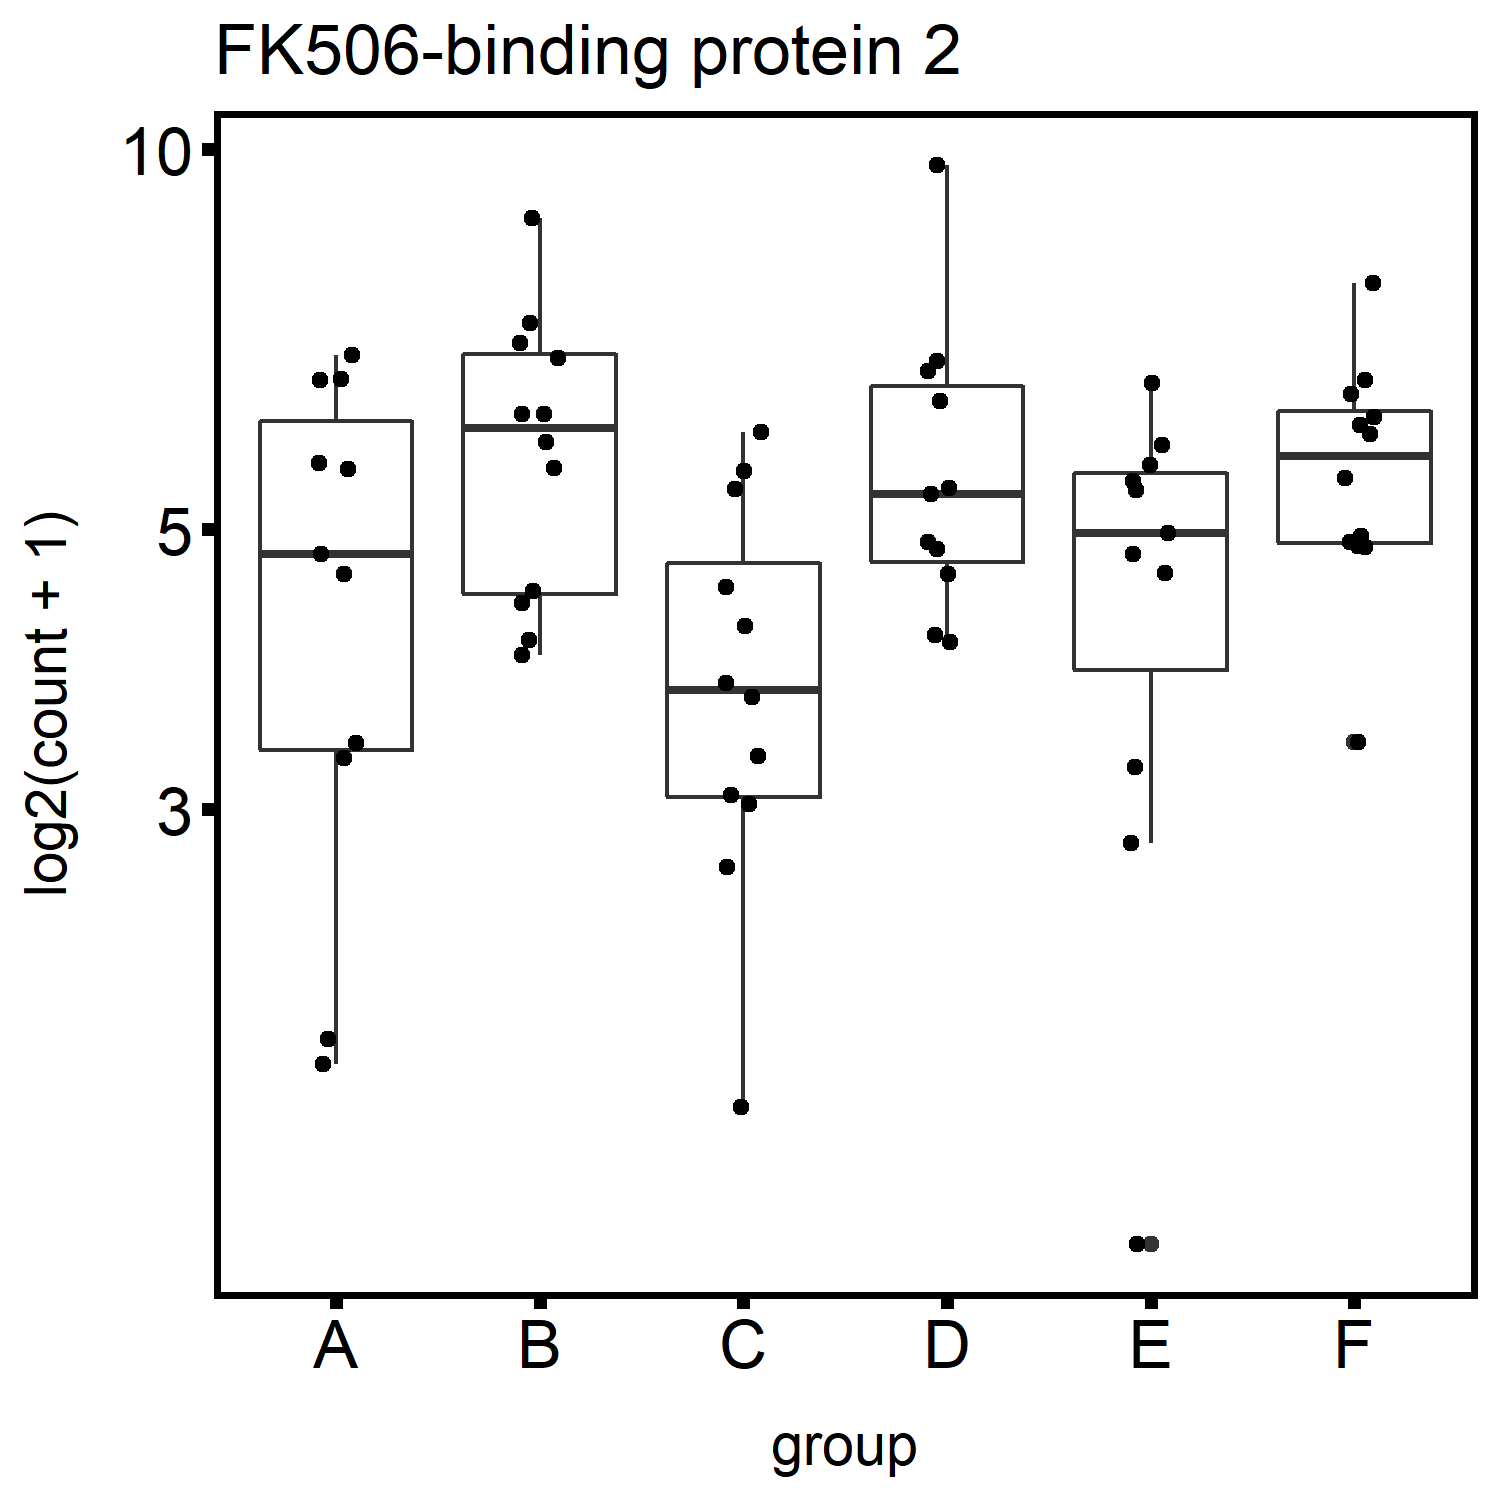 FK506-binding protein 2
10
5
3
log2(count + 1)
A B C D E F
group